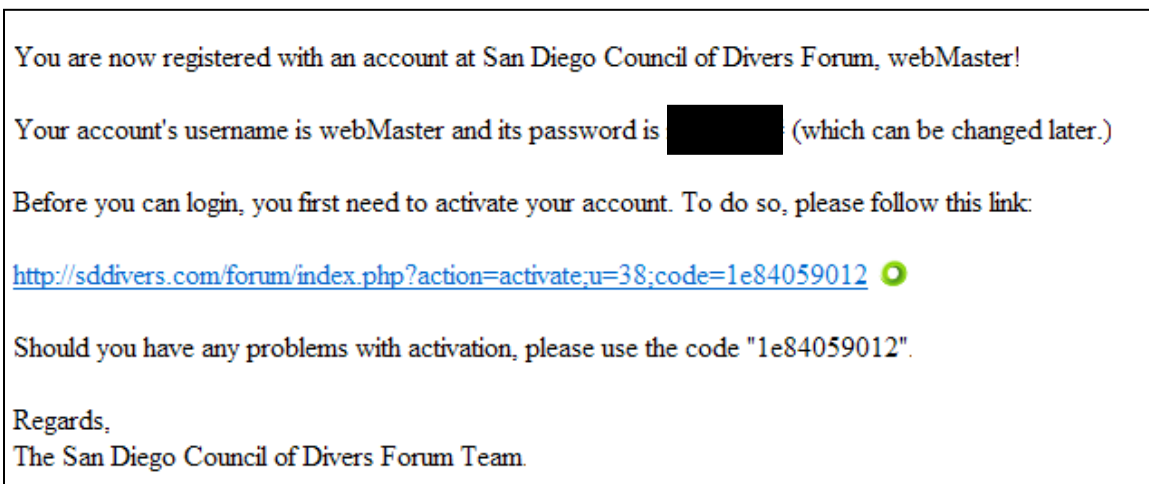 You are now registered with an account at San Diego Council of Divers Forum, webMaster!
Your account's username is webMaster and its password is (which can be changed later.)
Before you can login, you first need to activate your account. To do so, please follow this link:
http://sddivers.com/forum/index.php?action=activate;u=38;code=1e84059012
Should you have any problems with activation, please use the code "1e84059012".
Regards,
The San Diego Council of Divers Forum Team.